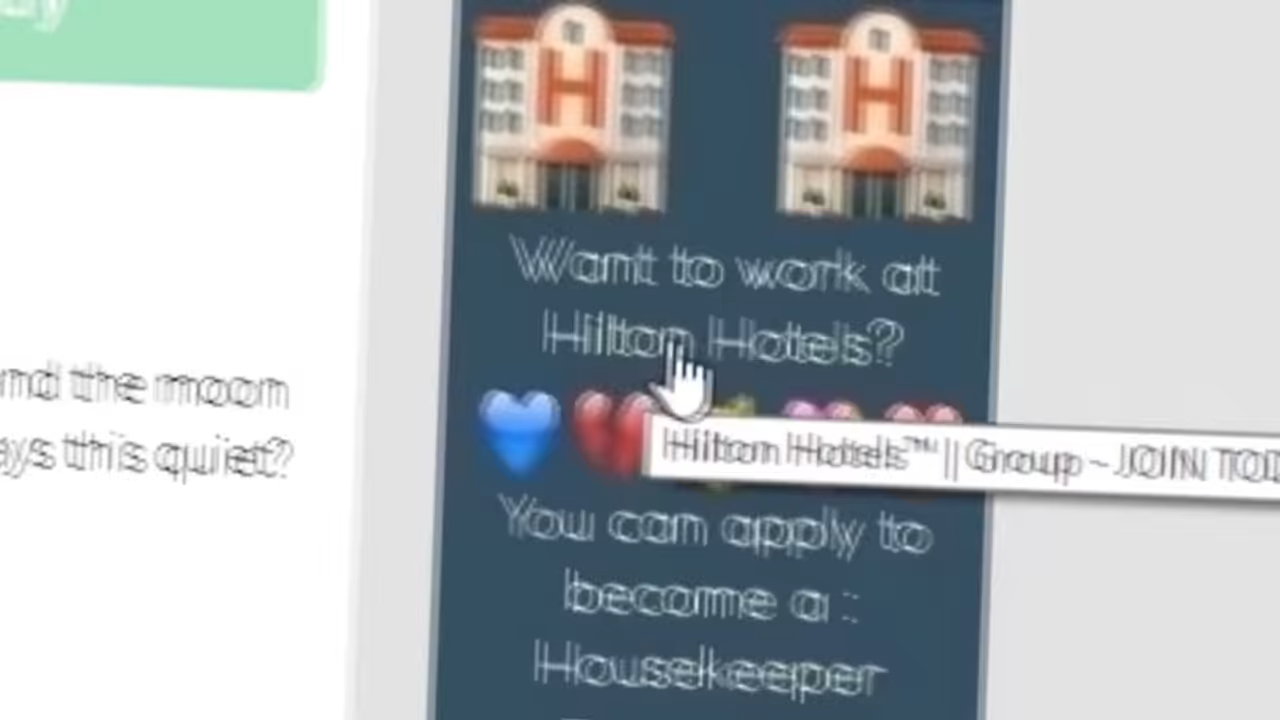 nd the moon
ays this quiet?
H H
Want to work at
Hilton Hotels?
Hilton Hotels™ || Group - JOIN TOD
You can apply to
become a :
Housekeeper